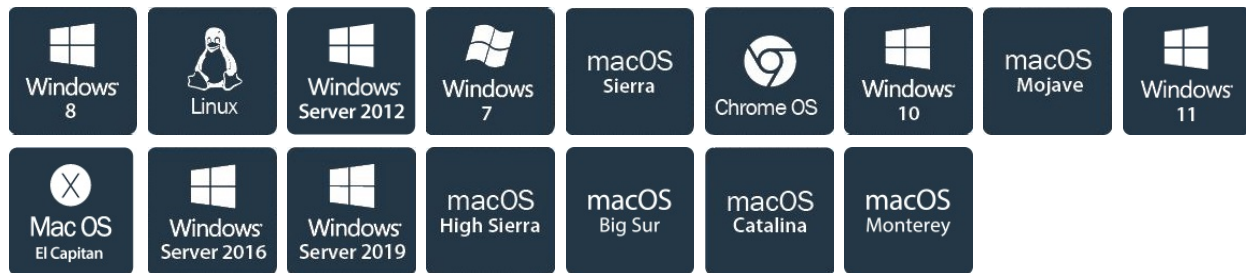 Windows
8
Linux
Windows
Server 2012
Windows
7
macOS
Sierra
Chrome OS
Windows
10
macOS
Mojave
Windows
11
X
Mac OS
El Capitan
Windows
Server 2016
Windows
Server 2019
macOS
High Sierra
macOS
Big Sur
macOS
Catalina
macOS
Monterey